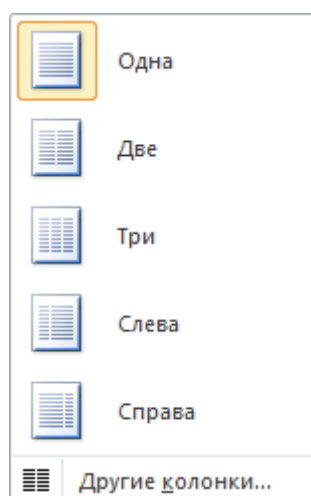 Одна
Две
Три
Слева
Справа
Другие колонки...